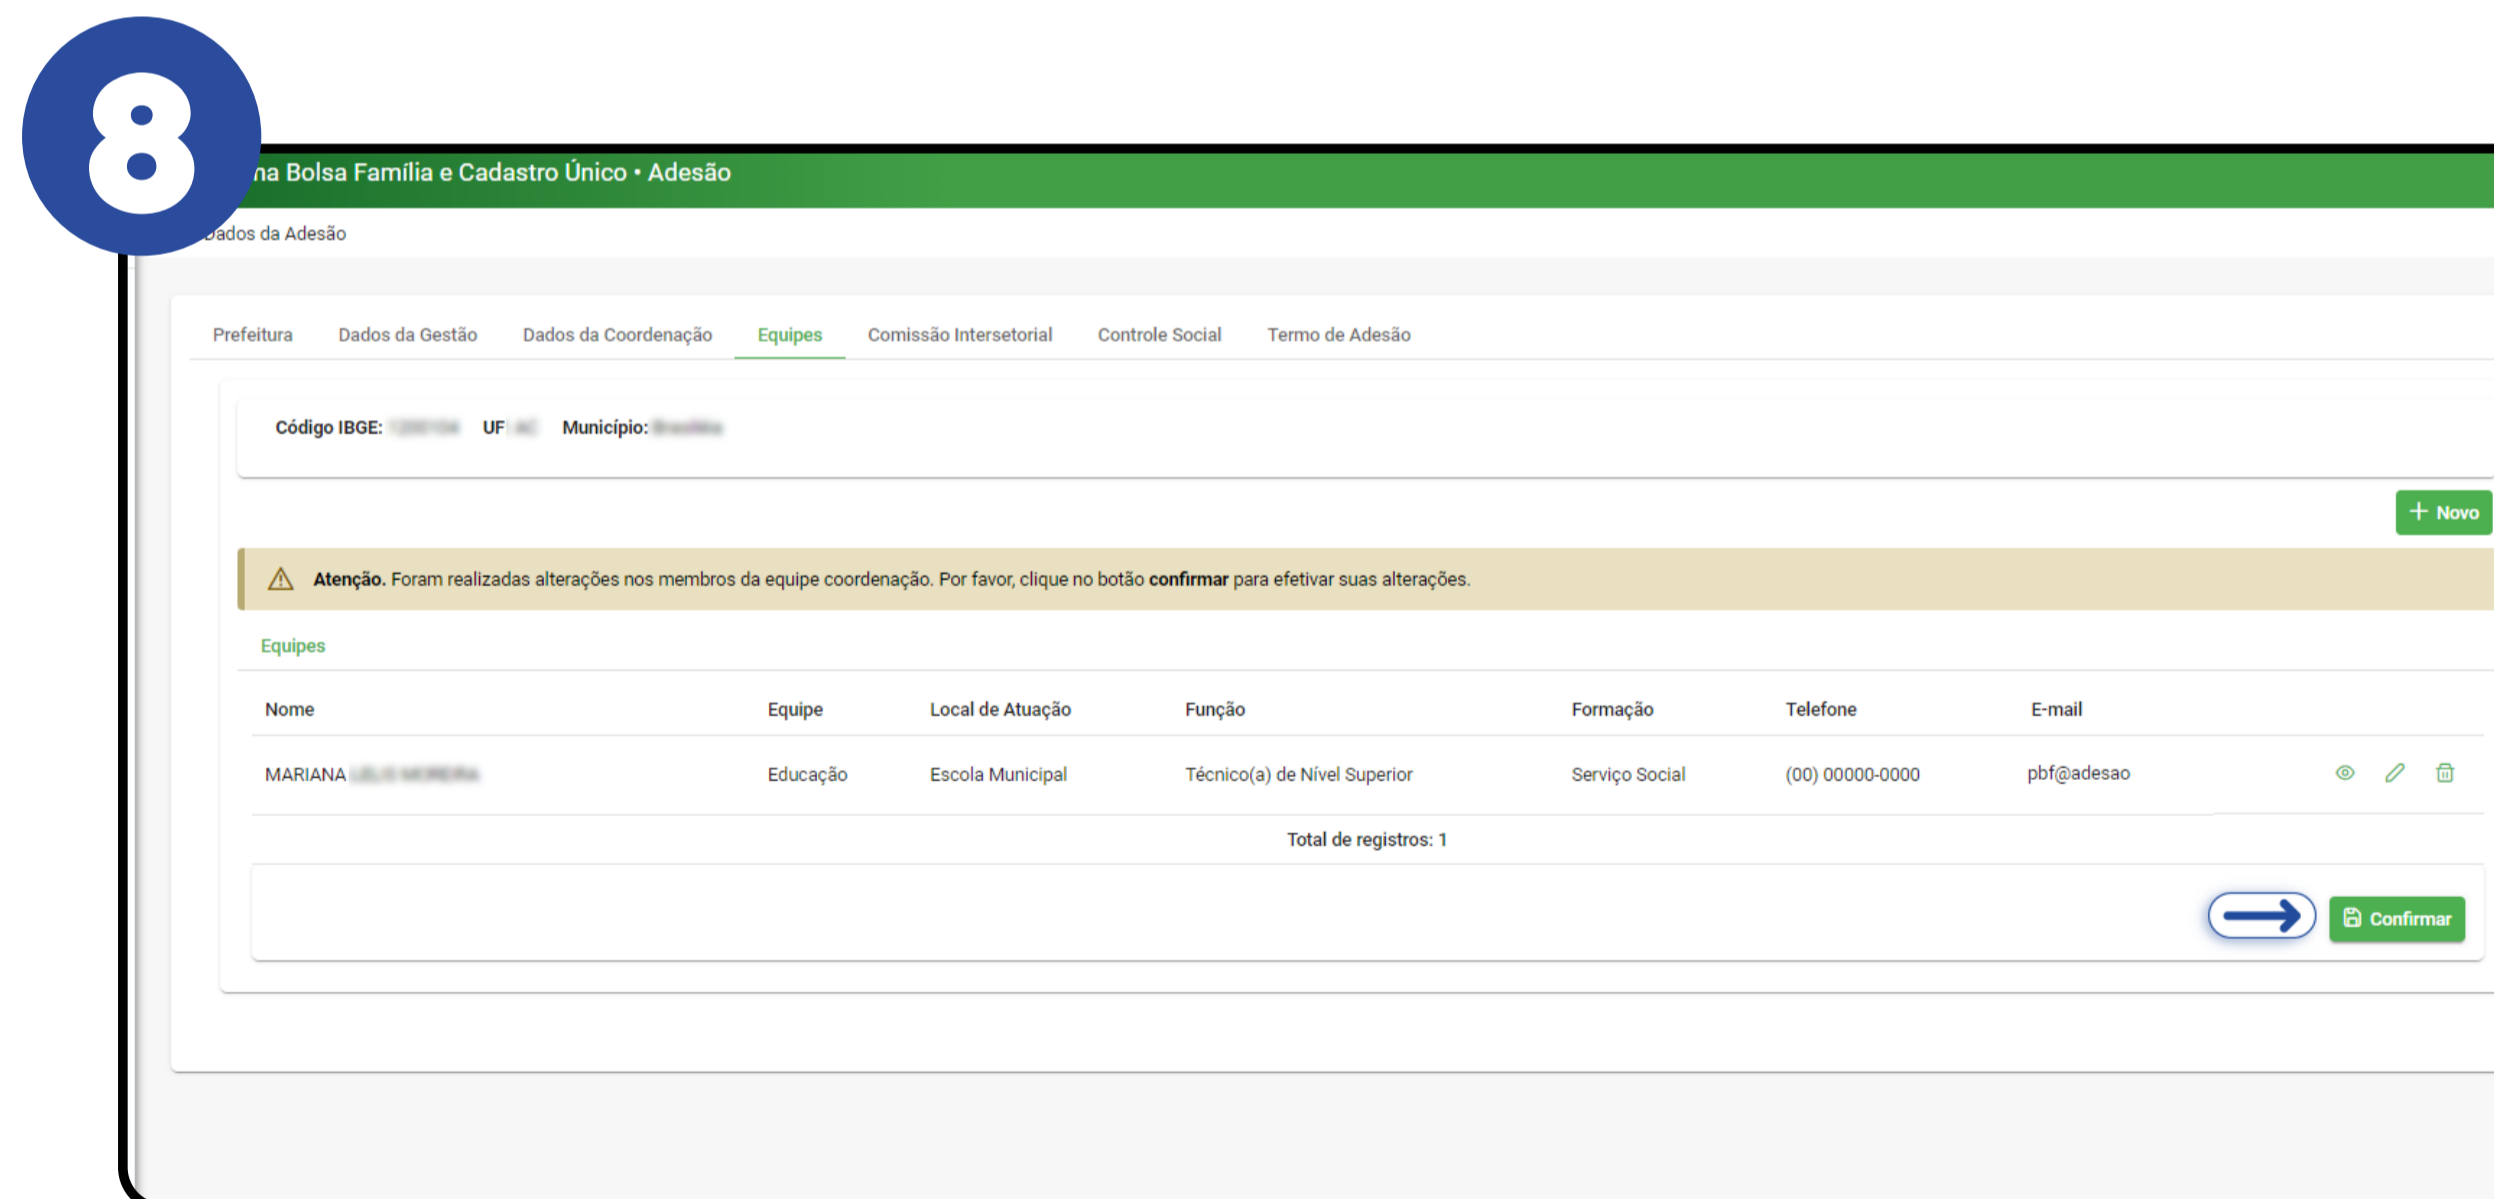 8
na Bolsa Família e Cadastro Único • Adesão
Dados da Adesão
Prefeitura Dados da Gestão Dados da Coordenação Equipes Comissão Intersetorial Controle Social Termo de Adesão
Código IBGE: UF Município:
+ Novo
Atenção. Foram realizadas alterações nos membros da equipe coordenação. Por favor, clique no botão confirmar para efetivar suas alterações.
Equipes
Nome Equipe Local de Atuação Função Formação Telefone E-mail
MARIANA Educação Escola Municipal Técnico(a) de Nível Superior Serviço Social (00) 00000-0000 pbf@adesao
Total de registros: 1
Confirmar